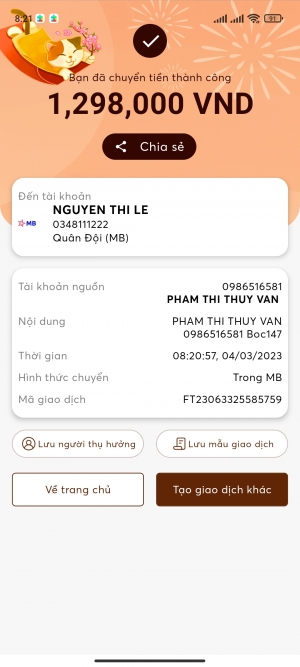 8:21
91
Bạn đã chuyển tiền thành công
1,298,000 VND
Chia sẻ
Đến tài khoản
NGUYEN THI LE
MB
0348111222
Quân Đội (MB)
Tài khoản nguồn
0986516581
PHAM THI THUY VAN
Nội dung
PHAM THI THUY VAN
0986516581 Boc147
Thời gian
08:20:57, 04/03/2023
Hình thức chuyển
Trong MB
Mã giao dịch
FT23063325585759
Lưu người thụ hưởng
Lưu mẫu giao dịch
Về trang chủ
Tạo giao dịch khác